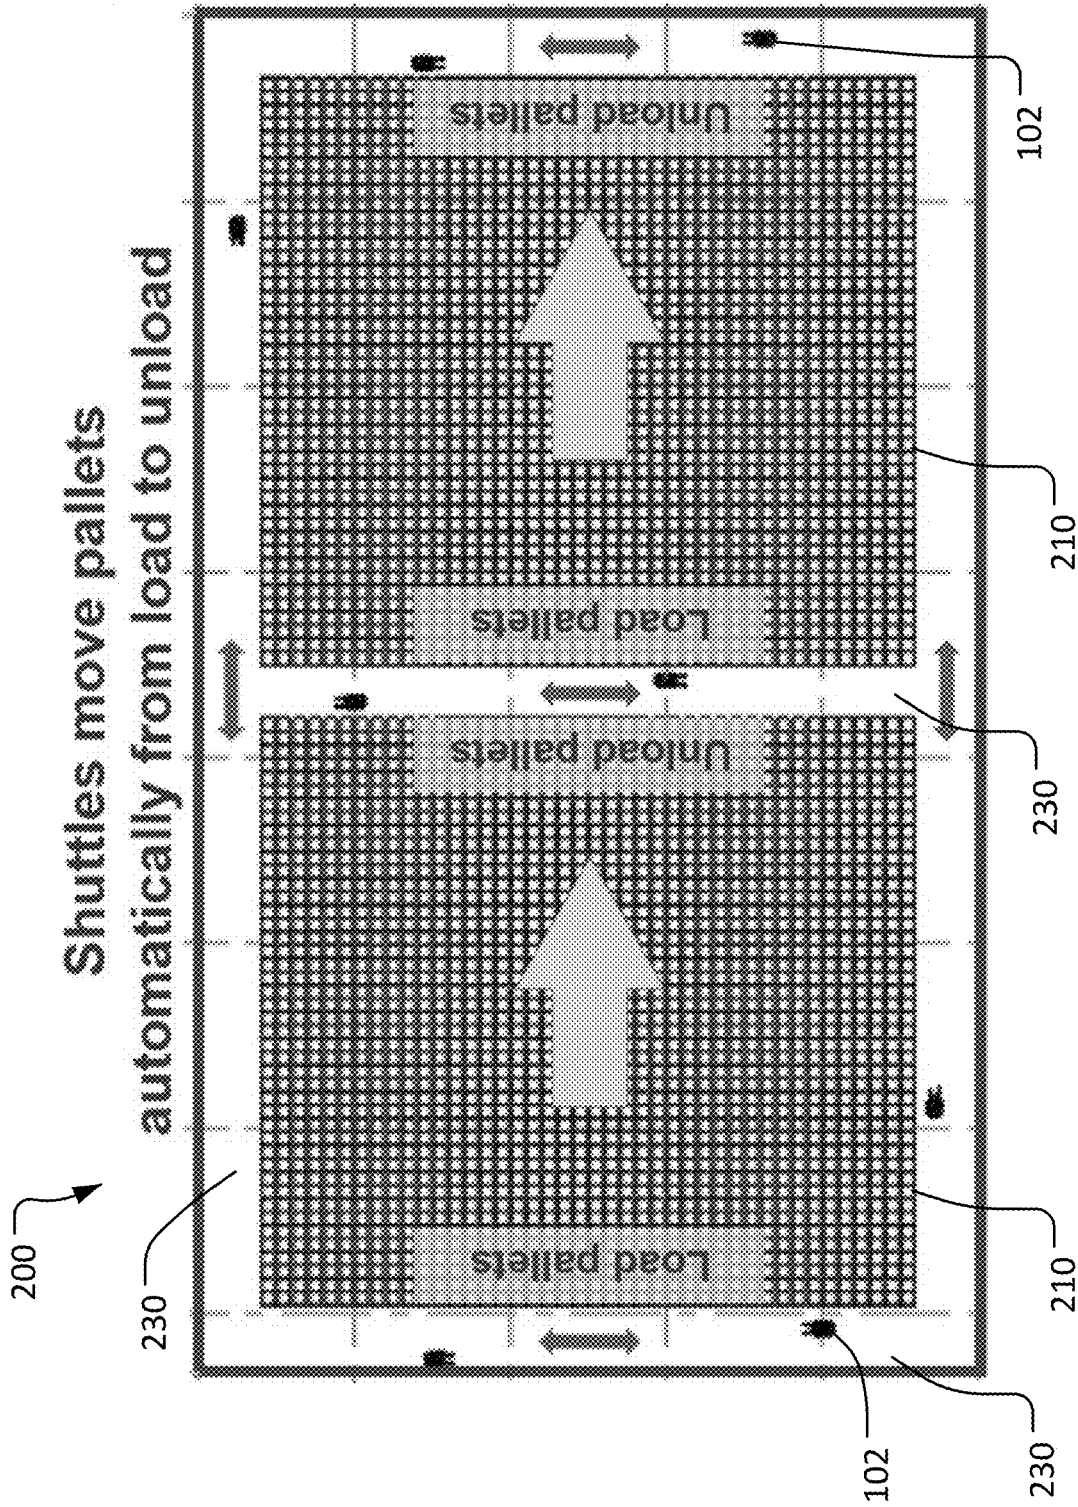 200
Shuttles move pallets
automatically from load to unload
230
Load pallets
Unload pallets
Load pallets
Unload pallets
102
230
210
230
210
102